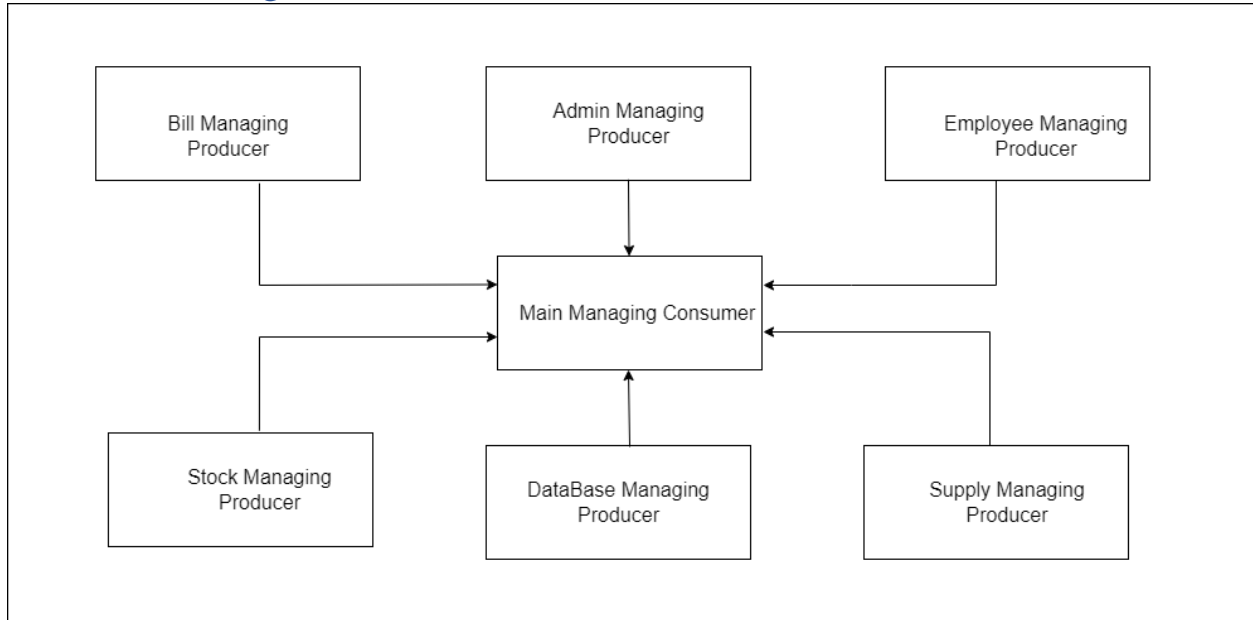 Bill Managing
Producer
Admin Managing
Producer
Employee Managing
Producer
Main Managing Consumer
Stock Managing
Producer
DataBase Managing
Producer
Supply Managing
Producer